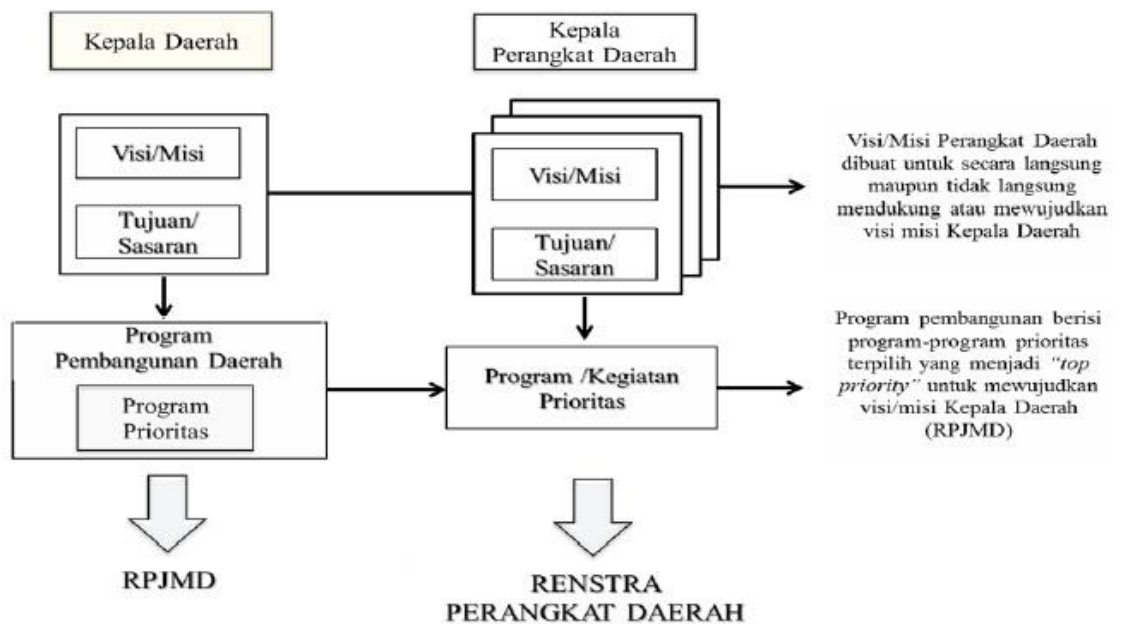 Kepala Daerah
Kepala
Perangkat Daerah
Visi/Misi
Tujuan/
Sasaran
Visi/Misi
Tujuan/
Sasaran
Visi/Misi Perangkat Daerah
dibuat untuk secara langsung
maupun tidak langsung
mendukung atau mewujudkan
visi misi Kepala Daerah
Program
Pembangunan Daerah
Program
Prioritas
Program /Kegiatan
Prioritas
Program pembangunan berisi
program-program prioritas
terpilih yang menjadi "top
priority" untuk mewujudkan
visi/misi Kepala Daerah
(RPJMD)
RPJMD
RENSTRA
PERANGKAT DAERAH